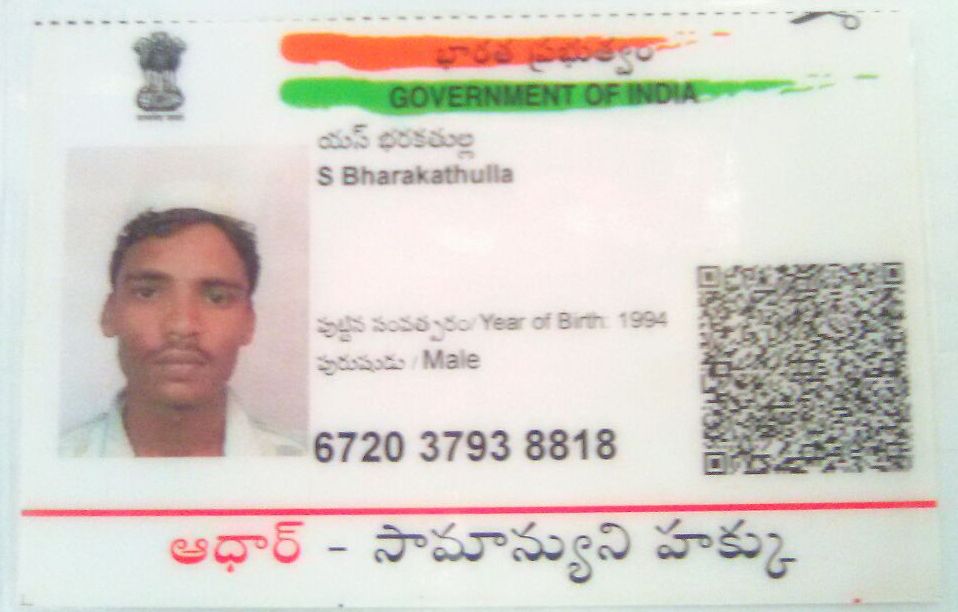 భారత ప్రభుత్వం
GOVERNMENT OF INDIA
యస్ భరకతుల్ల
S Bharakathulla
పుట్టిన సంవత్సరం/Year of Birth: 1994
పురుషుడు / Male
6720 3793 8818
ఆధార్ - సామాన్యుని హక్కు